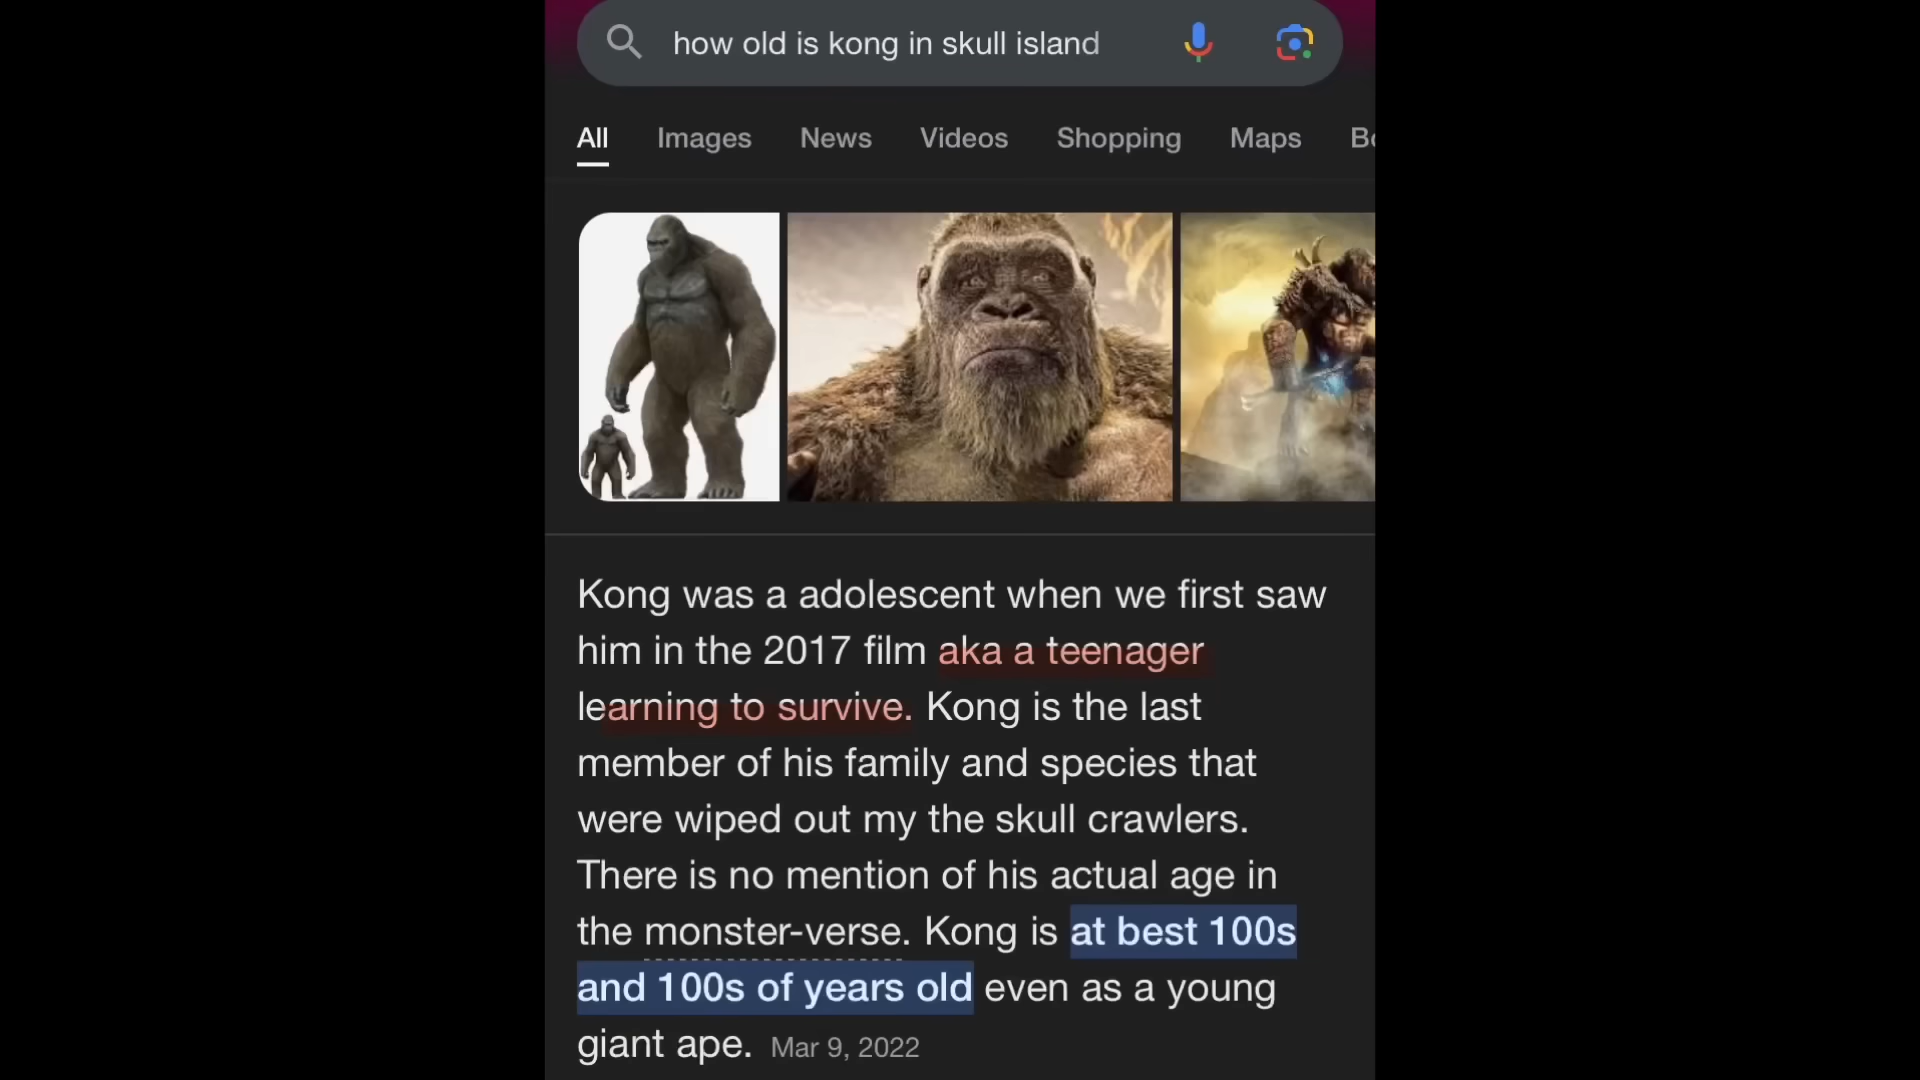 how old is kong in skull island
All Images News Videos Shopping Maps
Kong was a adolescent when we first saw
him in the 2017 film aka a teenager
learning to survive. Kong is the last
member of his family and species that
were wiped out my the skull crawlers.
There is no mention of his actual age in
the monster-verse. Kong is at best 100s
and 100s of years old even as a young
giant ape. Mar 9, 2022